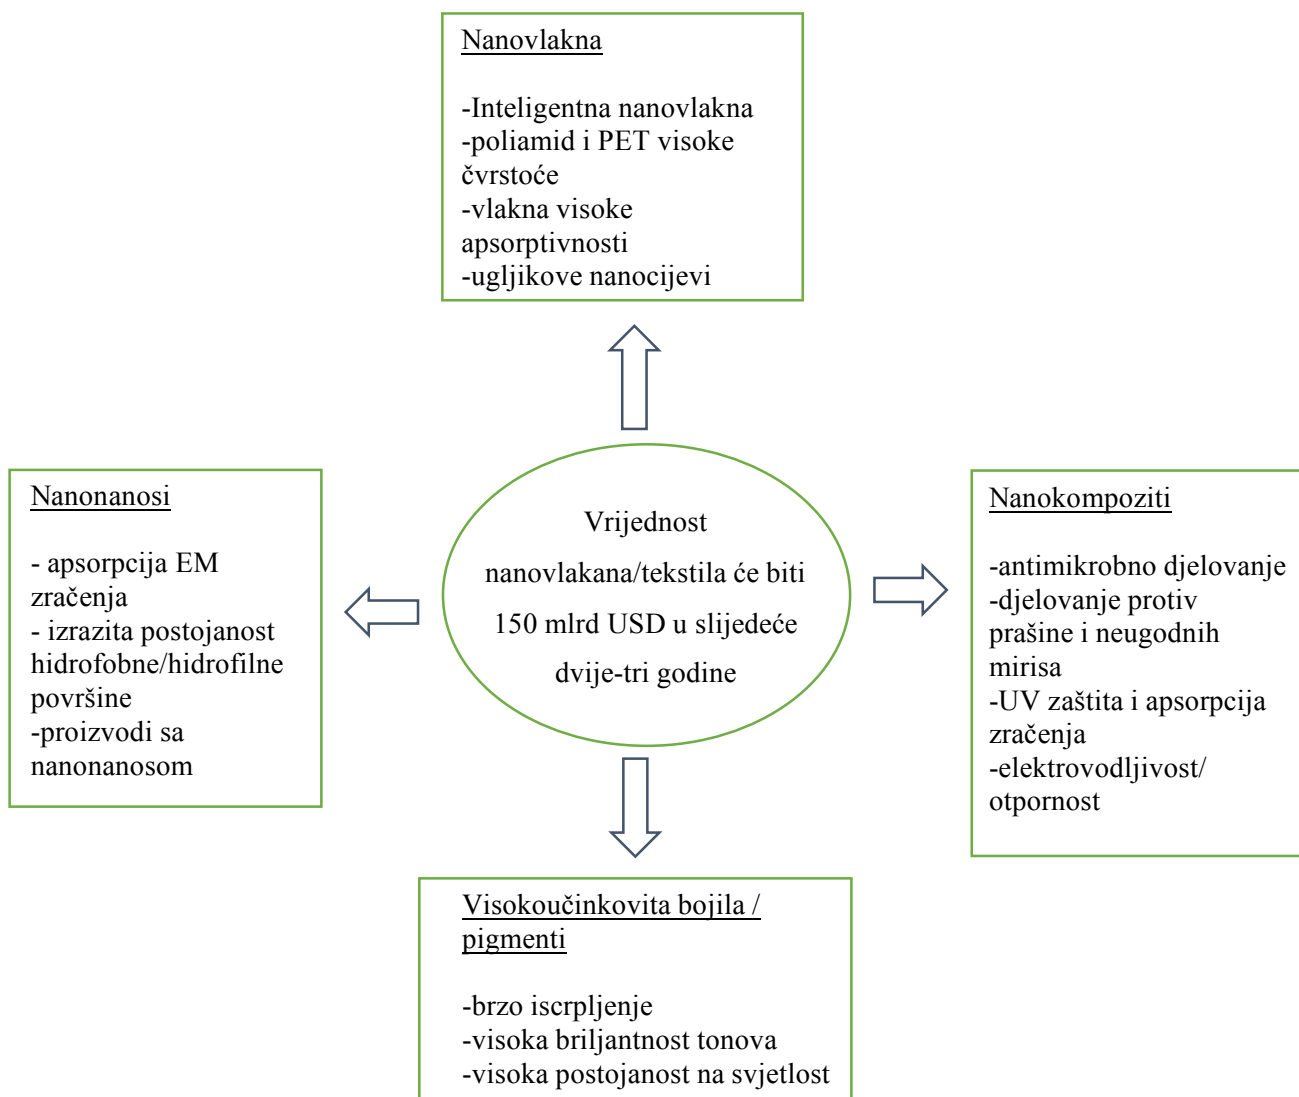 Nanovlakna
-Inteligentna nanovlakna
-poliamid i PET visoke
čvrstoće
-vlakna visoke
apsorptivnosti
-ugljikove nanocijevi
Nanonanosi
- apsorpcija EM
zračenja
- izrazita postojanost
hidrofobne/hidrofilne
površine
-proizvodi sa
nanonanosom
Vrijednost
nanovlakana/tekstila će biti
150 mlrd USD u slijedeće
dvije-tri godine
Nanokompoziti
-antimikrobno djelovanje
-djelovanje protiv
prašine i neugodnih
mirisa
-UV zaštita i apsorpcija
zračenja
-elektrovodljivost/
otpornost
Visokoučinkovita bojila /
pigmenti
-brzo iscrpljenje
-visoka briljantnost tonova
-visoka postojanost na svjetlost